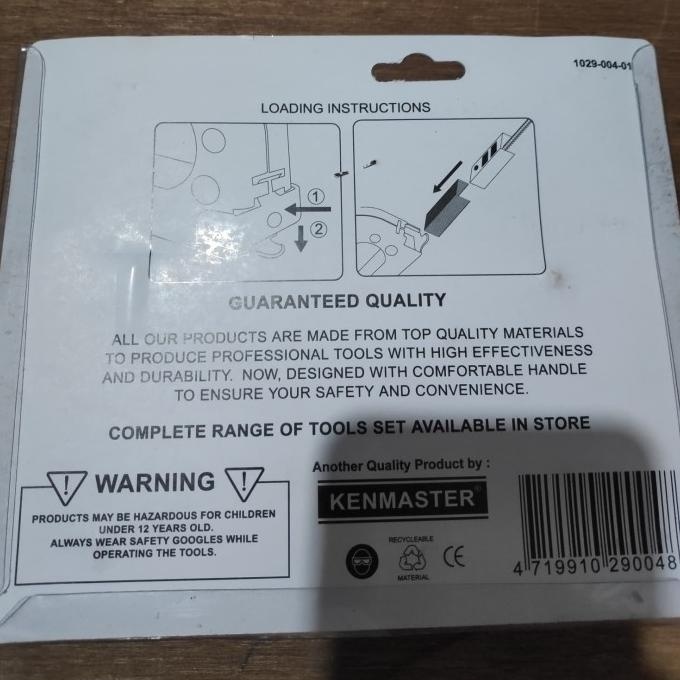 1029-004-01
LOADING INSTRUCTIONS
1
2
GUARANTEED QUALITY
ALL OUR PRODUCTS ARE MADE FROM TOP QUALITY MATERIALS
TO PRODUCE PROFESSIONAL TOOLS WITH HIGH EFFECTIVENESS
AND DURABILITY. NOW, DESIGNED WITH COMFORTABLE HANDLE
TO ENSURE YOUR SAFETY AND CONVENIENCE.
COMPLETE RANGE OF TOOLS SET AVAILABLE IN STORE
! WARNING !
PRODUCTS MAY BE HAZARDOUS FOR CHILDREN
UNDER 12 YEARS OLD.
ALWAYS WEAR SAFETY GOOGLES WHILE
OPERATING THE TOOLS.
Another Quality Product by :
KENMASTER®
RECYCLEABLE
MATERIAL
CE
4 719910 290048